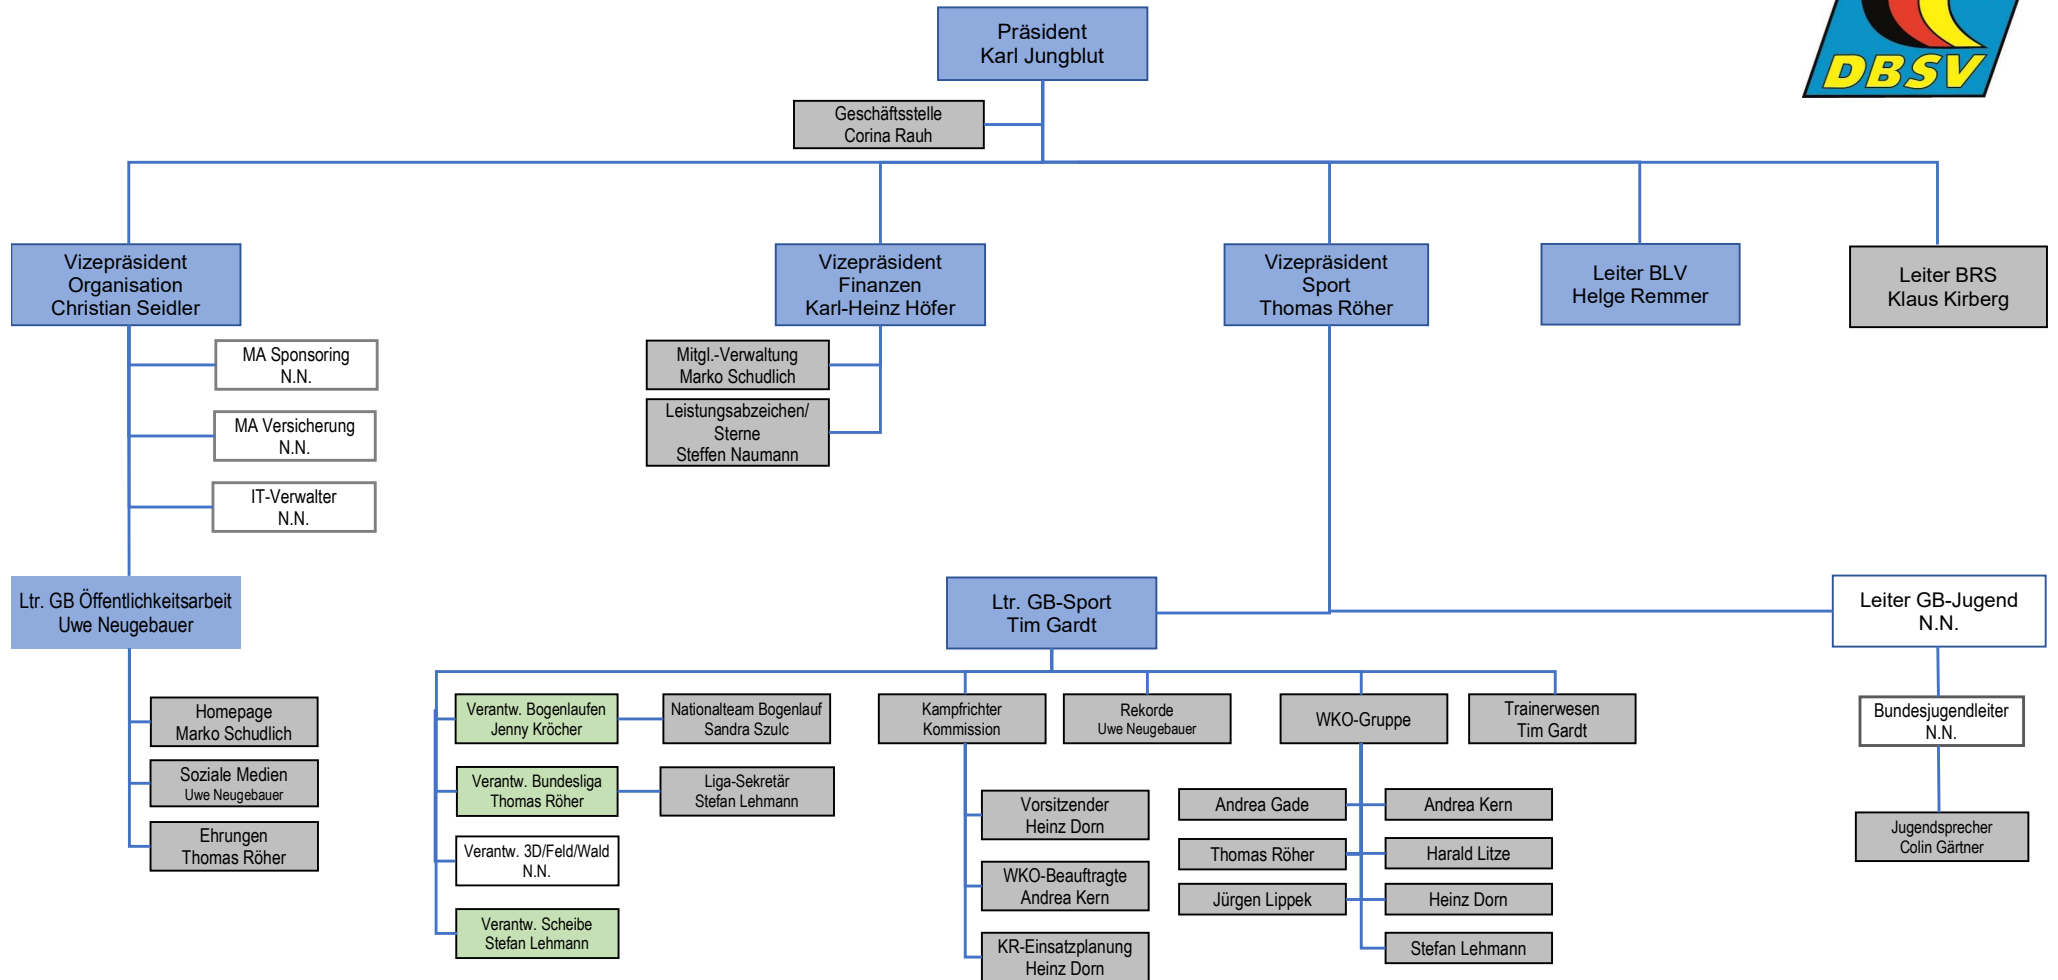 Präsident
Karl Jungblut
DBSV
Geschäftsstelle
Corina Rauh
Vizepräsident
Organisation
Christian Seidler
Vizepräsident
Finanzen
Karl-Heinz Höfer
Vizepräsident
Sport
Thomas Röher
Leiter BLV
Helge Remmer
Leiter BRS
Klaus Kirberg
MA Sponsoring
N.N.
MA Versicherung
N.N.
IT-Verwalter
N.N.
Mitgl.-Verwaltung
Marko Schudlich
Leistungsabzeichen/
Sterne
Steffen Naumann
Ltr. GB Öffentlichkeitsarbeit
Uwe Neugebauer
Ltr. GB-Sport
Tim Gardt
Leiter GB-Jugend
N.N.
Homepage
Marko Schudlich
Soziale Medien
Uwe Neugebauer
Ehrungen
Thomas Röher
Verantw. Bogenlaufen
Jenny Kröcher
Nationalteam Bogenlauf
Sandra Szulc
Verantw. Bundesliga
Thomas Röher
Liga-Sekretär
Stefan Lehmann
Verantw. 3D/Feld/Wald
N.N.
Verantw. Scheibe
Stefan Lehmann
Kampfrichter
Kommission
Vorsitzender
Heinz Dorn
WKO-Beauftragte
Andrea Kern
KR-Einsatzplanung
Heinz Dorn
Rekorde
Uwe Neugebauer
WKO-Gruppe
Andrea Gade
Andrea Kern
Thomas Röher
Harald Litze
Jürgen Lippek
Heinz Dorn
Stefan Lehmann
Trainerwesen
Tim Gardt
Bundesjugendleiter
N.N.
Jugendsprecher
Colin Gärtner